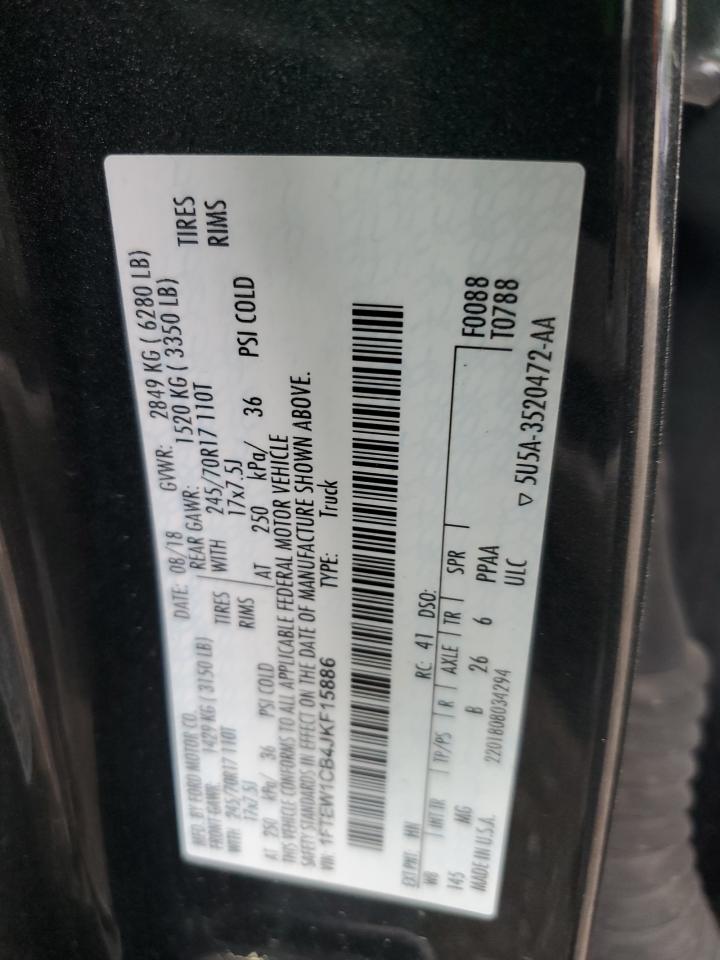 MFD. BY FORD MOTOR CO. DATE: 08/18 GVWR: 2849 KG ( 6280 LB)
FRONT GAWR: 1429 KG ( 3150 LB) REAR GAWR: 1520 KG ( 3350 LB)
WITH 245/70R17 110T TIRES WITH 245/70R17 110T TIRES
17x7.5J RIMS 17x7.5J RIMS
AT 250 kPa/ 36 PSI COLD AT 250 kPa/ 36 PSI COLD
THIS VEHICLE CONFORMS TO ALL APPLICABLE FEDERAL MOTOR VEHICLE
SAFETY STANDARDS IN EFFECT ON THE DATE OF MANUFACTURE SHOWN ABOVE.
VIN: 1FTEW1CB4JKF15886 TYPE: Truck
EXT PNT: RC: 41 DSO: F0088
WB INT TR TP/PS R AXLE TR SPR T0788
145 MG B 26 6 PPAA
MADE IN U.S.A. 2201808034294 ULC ▽ 5U5A-3520472-AA